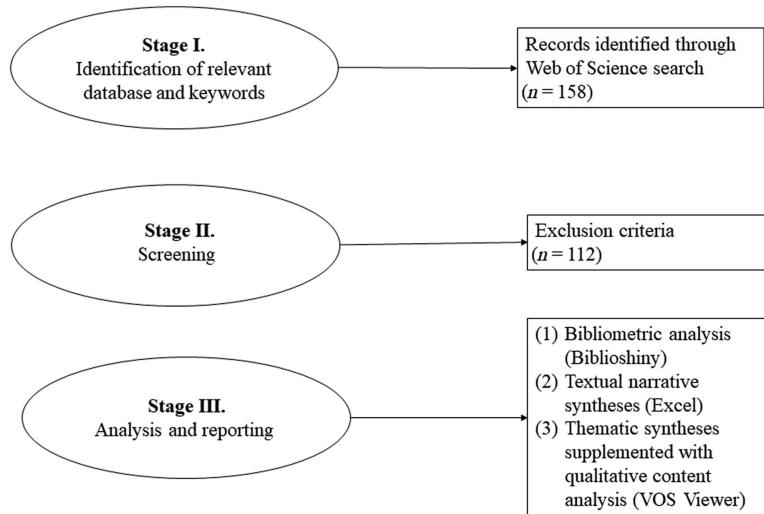 Stage I.
Identification of relevant
database and keywords
Records identified through
Web of Science search
(n = 158)
Stage II.
Screening
Exclusion criteria
(n = 112)
Stage III.
Analysis and reporting
(1) Bibliometric analysis
(Biblioshiny)
(2) Textual narrative
syntheses (Excel)
(3) Thematic syntheses
supplemented with
qualitative content
analysis (VOS Viewer)